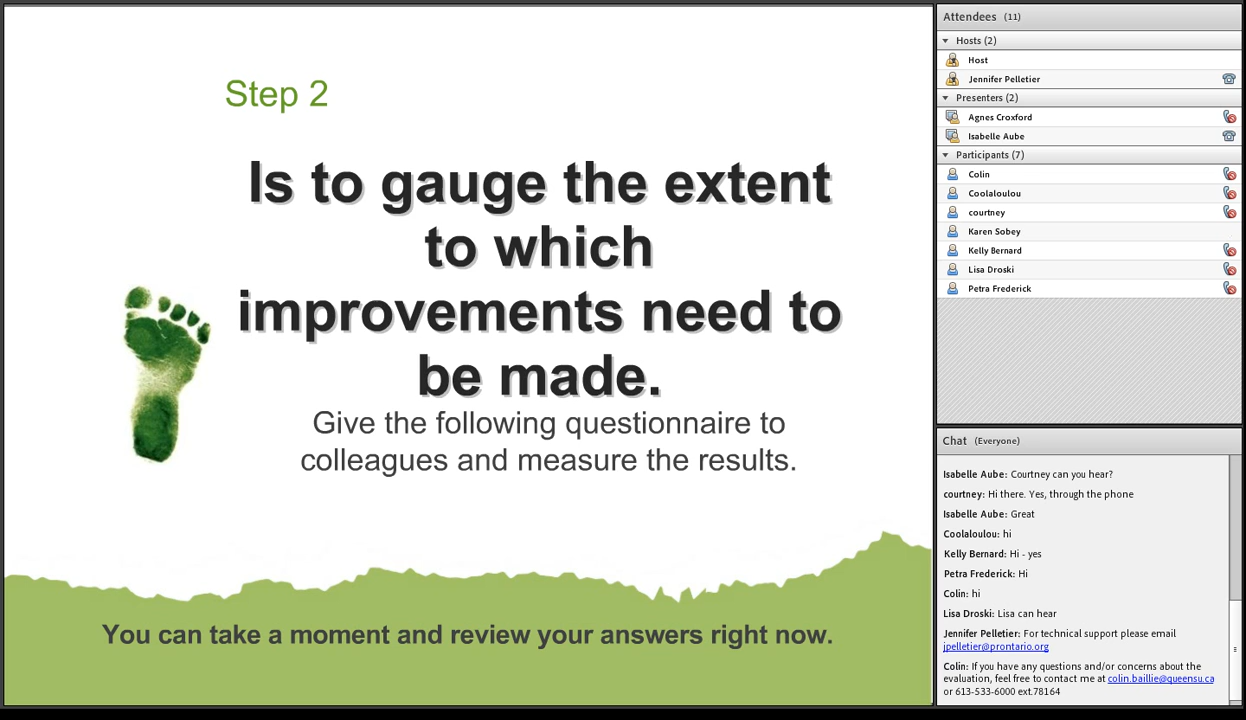 Step 2
Is to gauge the extent
to which
improvements need to
be made.
Give the following questionnaire to
colleagues and measure the results.
You can take a moment and review your answers right now.
Attendees (11)
Hosts (2)
Host
Jennifer Pelletier
Presenters (2)
Agnes Croxford
Isabelle Aube
Participants (7)
Colin
Coolaloulou
courtney
Karen Sobey
Kelly Bernard
Lisa Droski
Petra Frederick
Chat (Everyone)
Isabelle Aube: Courtney can you hear?
courtney: Hi there. Yes, through the phone
Isabelle Aube: Great
Coolaloulou: hi
Kelly Bernard: Hi - yes
Petra Frederick: Hi
Colin: hi
Lisa Droski: Lisa can hear
Jennifer Pelletier: For technical support please email
jpelletier@prontario.org
Colin: If you have any questions and/or concerns about the
evaluation, feel free to contact me at colin.baillie@queensu.ca
or 613-533-6000 ext.78164